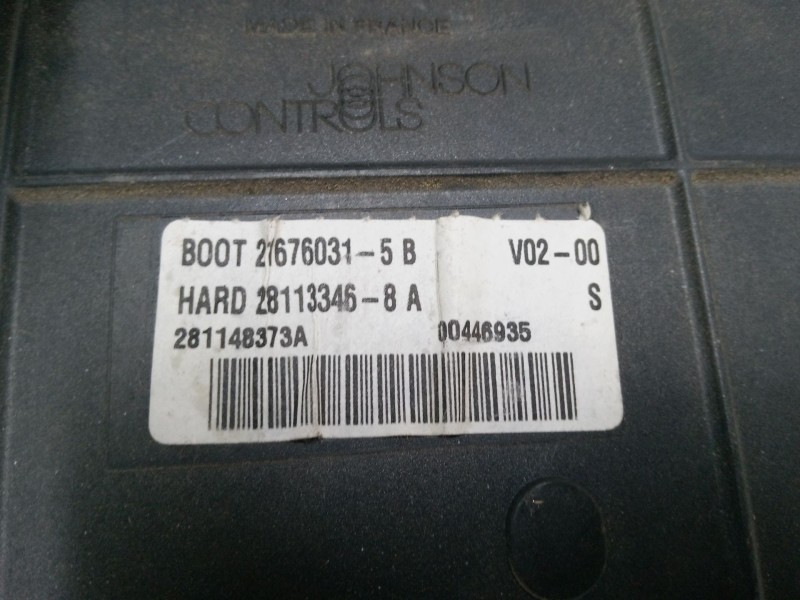 MADE IN FRANCE
JOHNSON
CONTROLS
BOOT 21676031-5 B V02-00
HARD 28113346-8 A S
281148373A 00446935